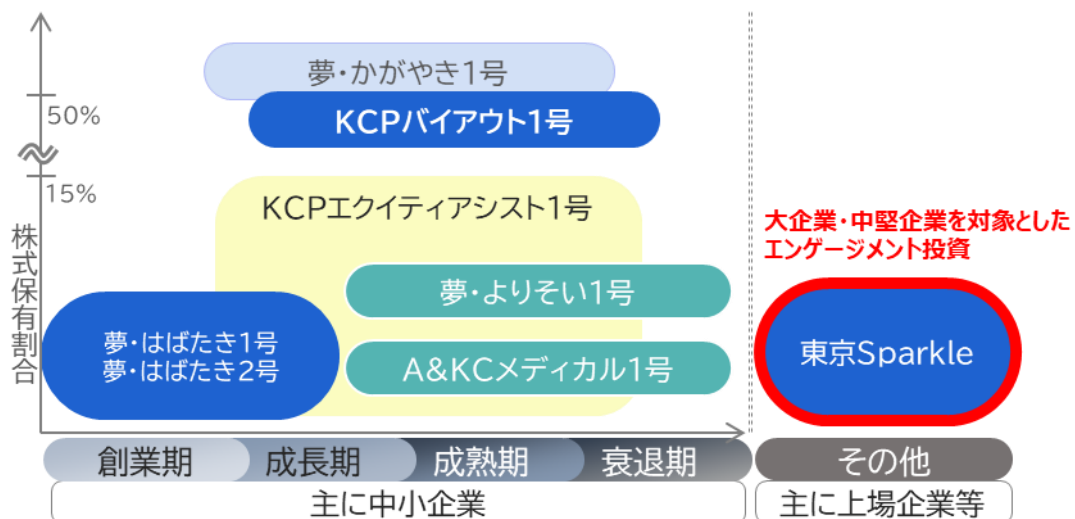 夢・かがやき1号
50%
KCPバイアウト1号
15%
KCPエクイティアシスト1号
株式保有割合
大企業・中堅企業を対象とした
エンゲージメント投資
夢・よりそい1号
夢・はばたき1号
夢・はばたき2号
A&KCメディカル1号
東京Sparkle
創業期
成長期
成熟期
衰退期
その他
主に中小企業
主に上場企業等